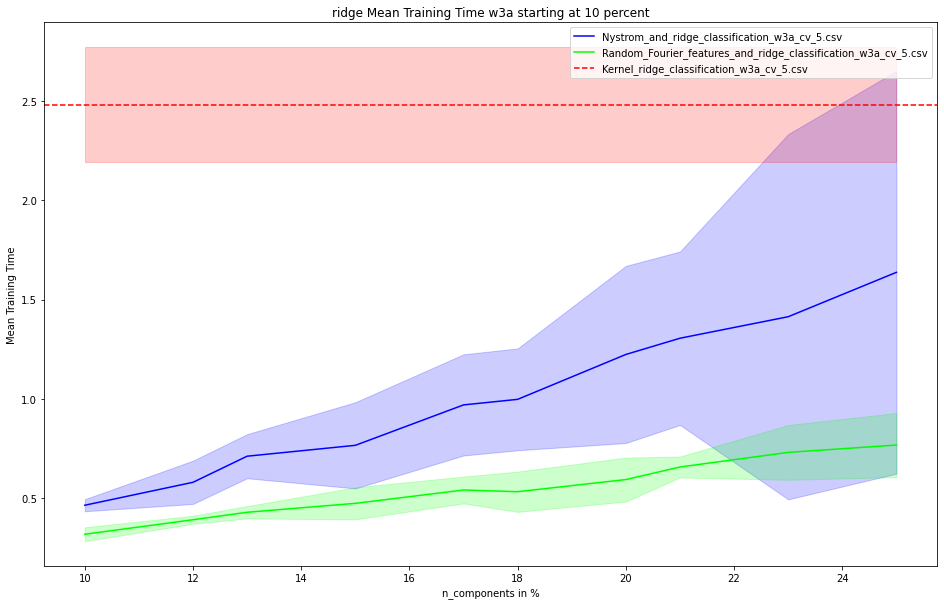 ridge Mean Training Time w3a starting at 10 percent
Nystrom_and_ridge_classification_w3a_cv_5.csv
Random_Fourier_features_and_ridge_classification_w3a_cv_5.csv
Kernel_ridge_classification_w3a_cv_5.csv
Mean Training Time
2.5
2.0
1.5
1.0
0.5
10 12 14 16 18 20 22 24
n_components in %